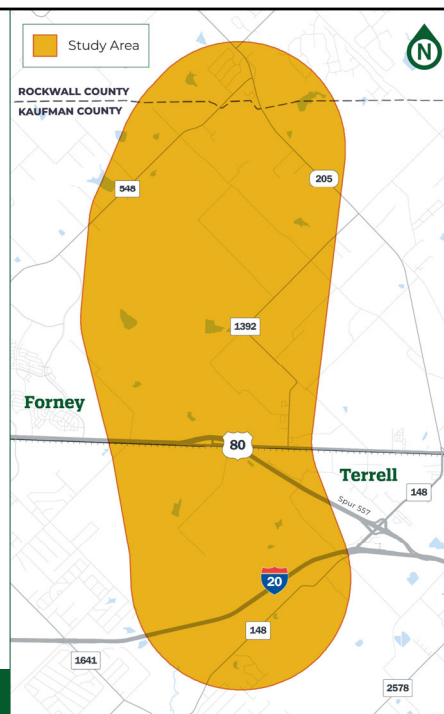 Study Area
N
ROCKWALL COUNTY
KAUFMAN COUNTY
548
205
1392
Forney
80
Terrell
148
Spur 557
20
148
1641
2578